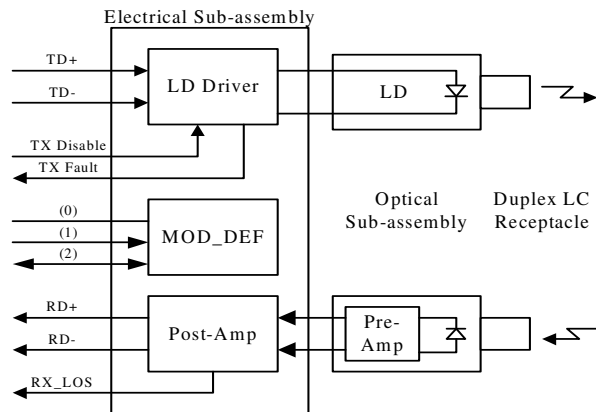 Electrical Sub-assembly
TD+
TD-
LD Driver
LD
TX Disable
TX Fault
(0)
(1)
(2)
MOD_DEF
Optical
Sub-assembly
Duplex LC
Receptacle
RD+
RD-
Post-Amp
Pre-
Amp
RX_LOS